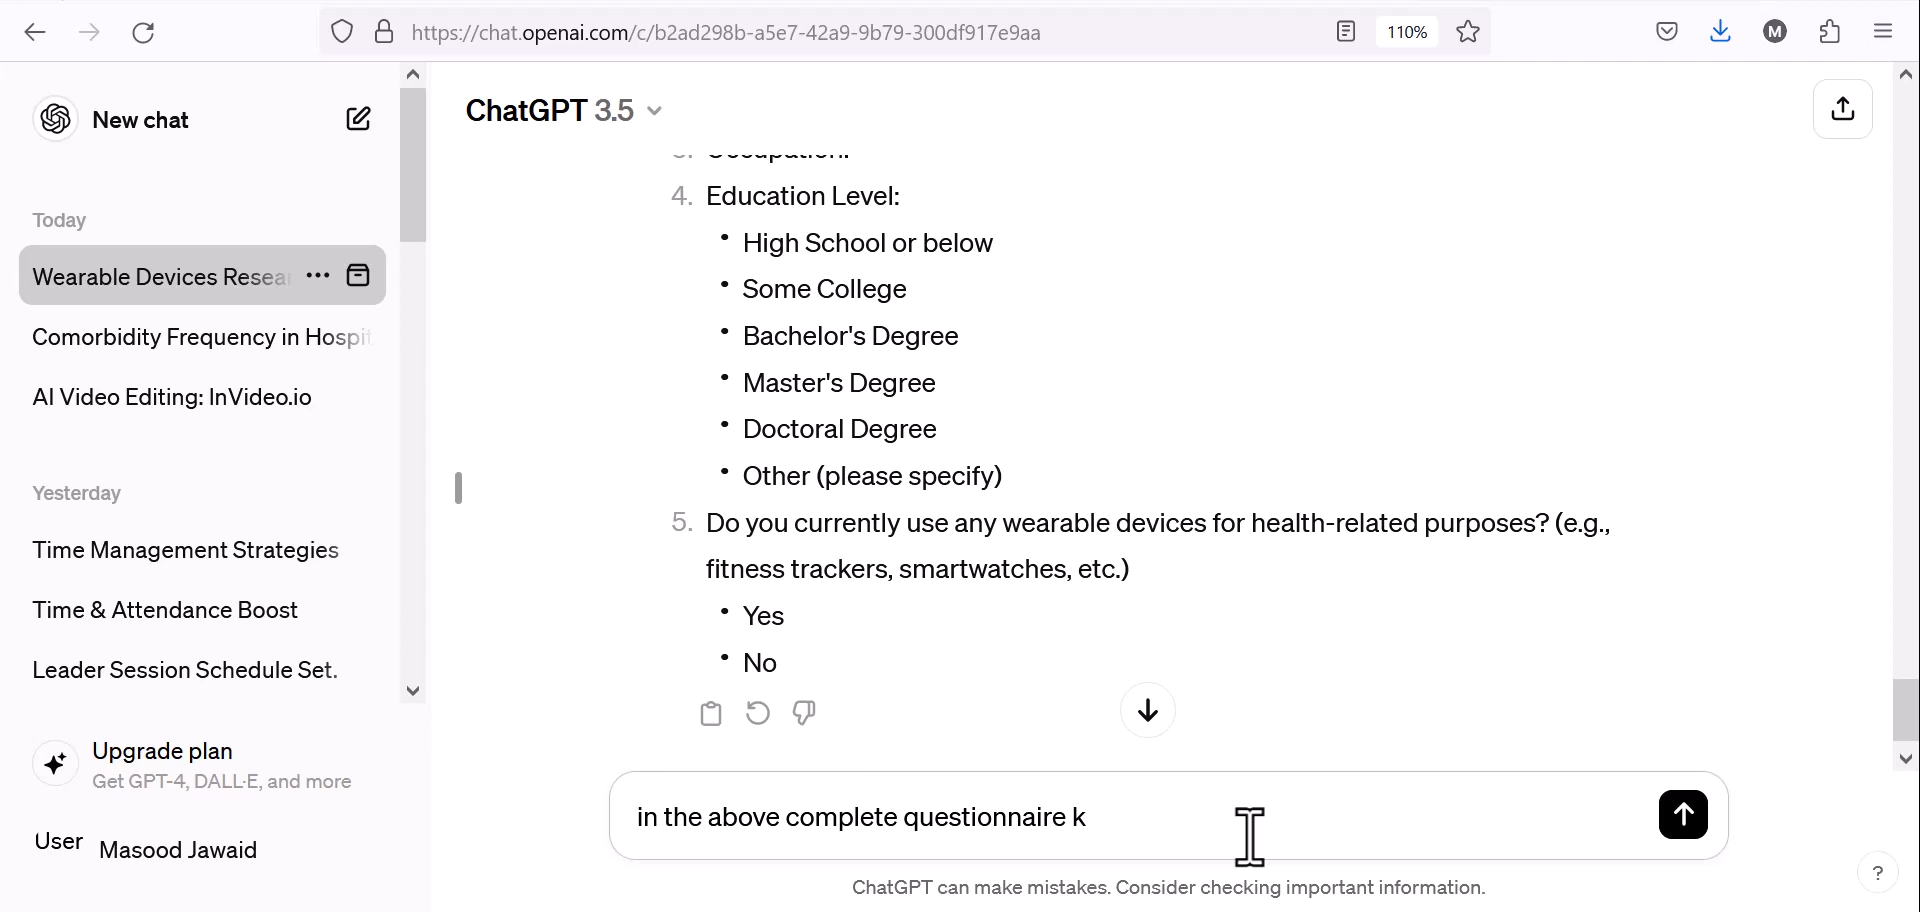 https://chat.openai.com/c/b2ad298b-a5e7-42a9-9b79-300df917e9aa
110%
M
New chat
Today
Wearable Devices Resear
Comorbidity Frequency in Hospit
AI Video Editing: InVideo.io
Yesterday
Time Management Strategies
Time & Attendance Boost
Leader Session Schedule Set.
Upgrade plan
Get GPT-4, DALL·E, and more
User
Masood Jawaid
ChatGPT 3.5
3. Occupation:
4. Education Level:
• High School or below
• Some College
• Bachelor's Degree
• Master's Degree
• Doctoral Degree
• Other (please specify)
5. Do you currently use any wearable devices for health-related purposes? (e.g.,
fitness trackers, smartwatches, etc.)
• Yes
• No
in the above complete questionnaire k
ChatGPT can make mistakes. Consider checking important information.
?